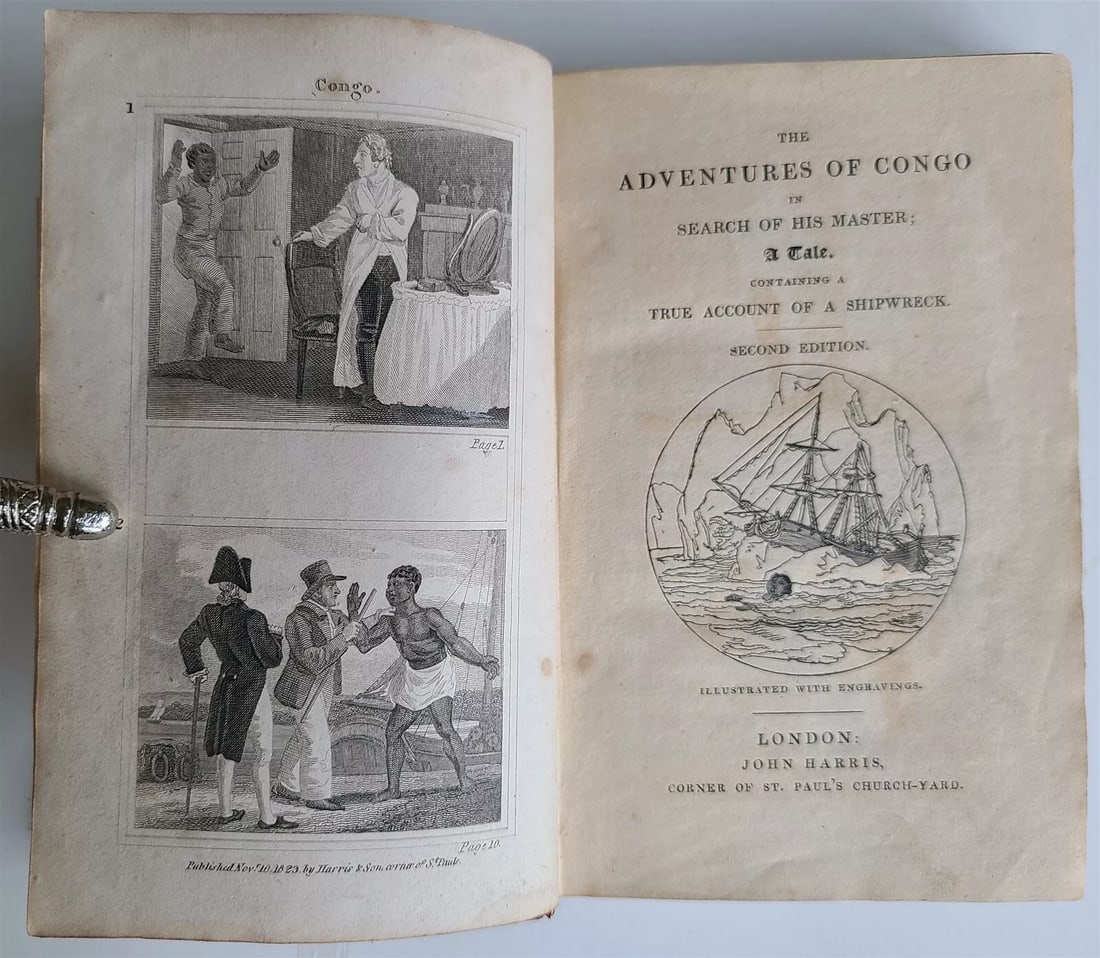 Congo.
1
Page 1.
2
Page 10.
Published Novr. 10, 1823, by Harris & Son, corner of St. Pauls.
THE
ADVENTURES OF CONGO
IN
SEARCH OF HIS MASTER;
A Tale.
CONTAINING A
TRUE ACCOUNT OF A SHIPWRECK.
SECOND EDITION.
ILLUSTRATED WITH ENGRAVINGS.
LONDON:
JOHN HARRIS,
CORNER OF ST. PAUL'S CHURCH-YARD.